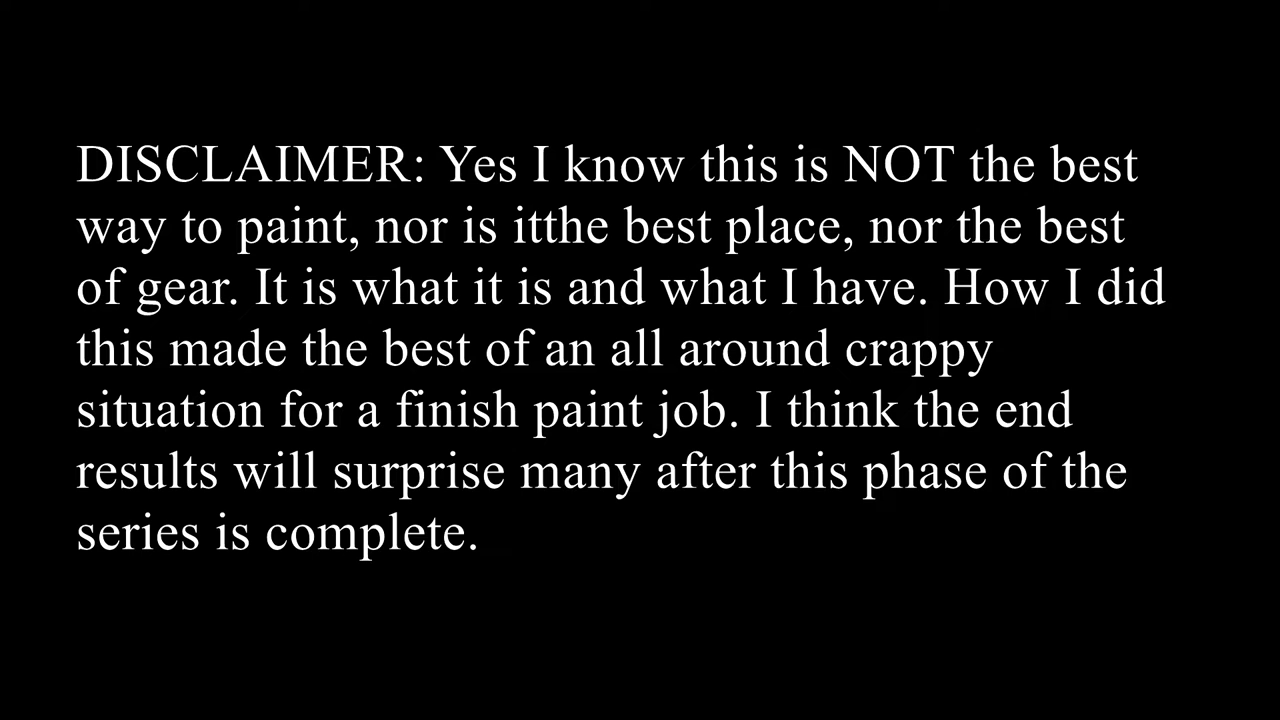 DISCLAIMER: Yes I know this is NOT the best
way to paint, nor is itthe best place, nor the best
of gear. It is what it is and what I have. How I did
this made the best of an all around crappy
situation for a finish paint job. I think the end
results will surprise many after this phase of the
series is complete.